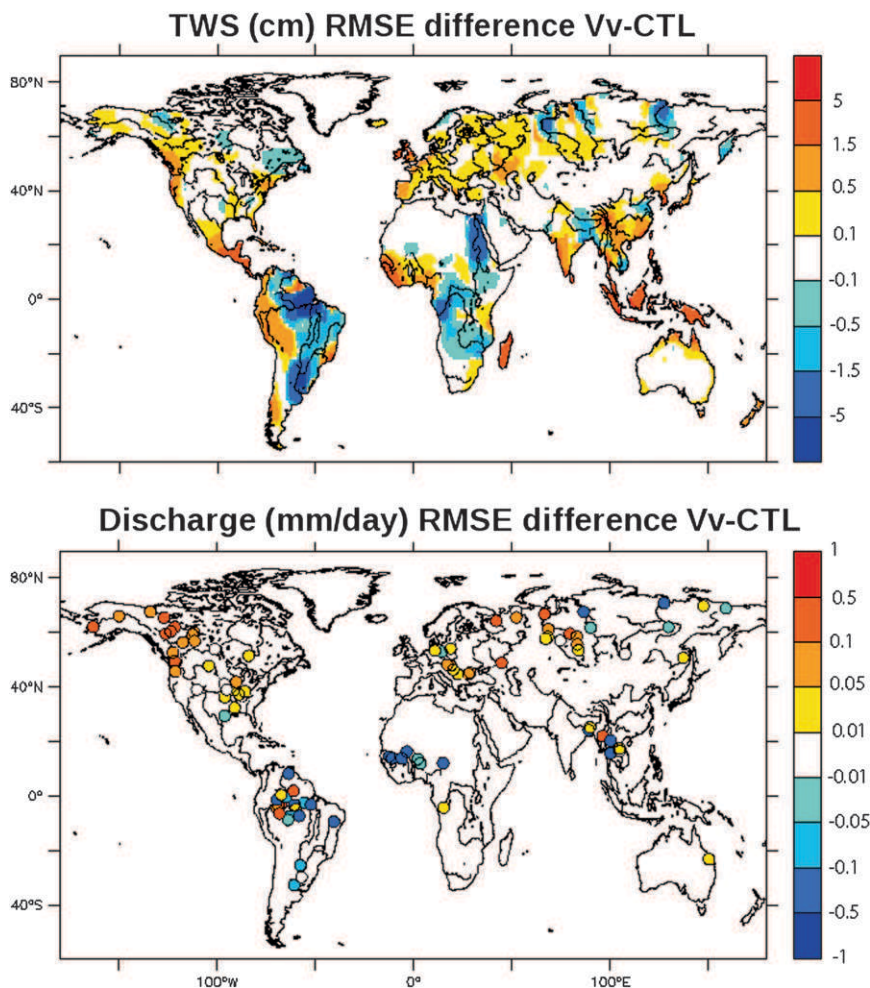 TWS (cm) RMSE difference Vv-CTL
80°N
40°N
0°
40°S
5
1.5
0.5
0.1
-0.1
-0.5
-1.5
-5
Discharge (mm/day) RMSE difference Vv-CTL
80°N
40°N
0°
40°S
100°W
0°
100°E
1
0.5
0.1
0.05
0.01
-0.01
-0.05
-0.1
-0.5
-1